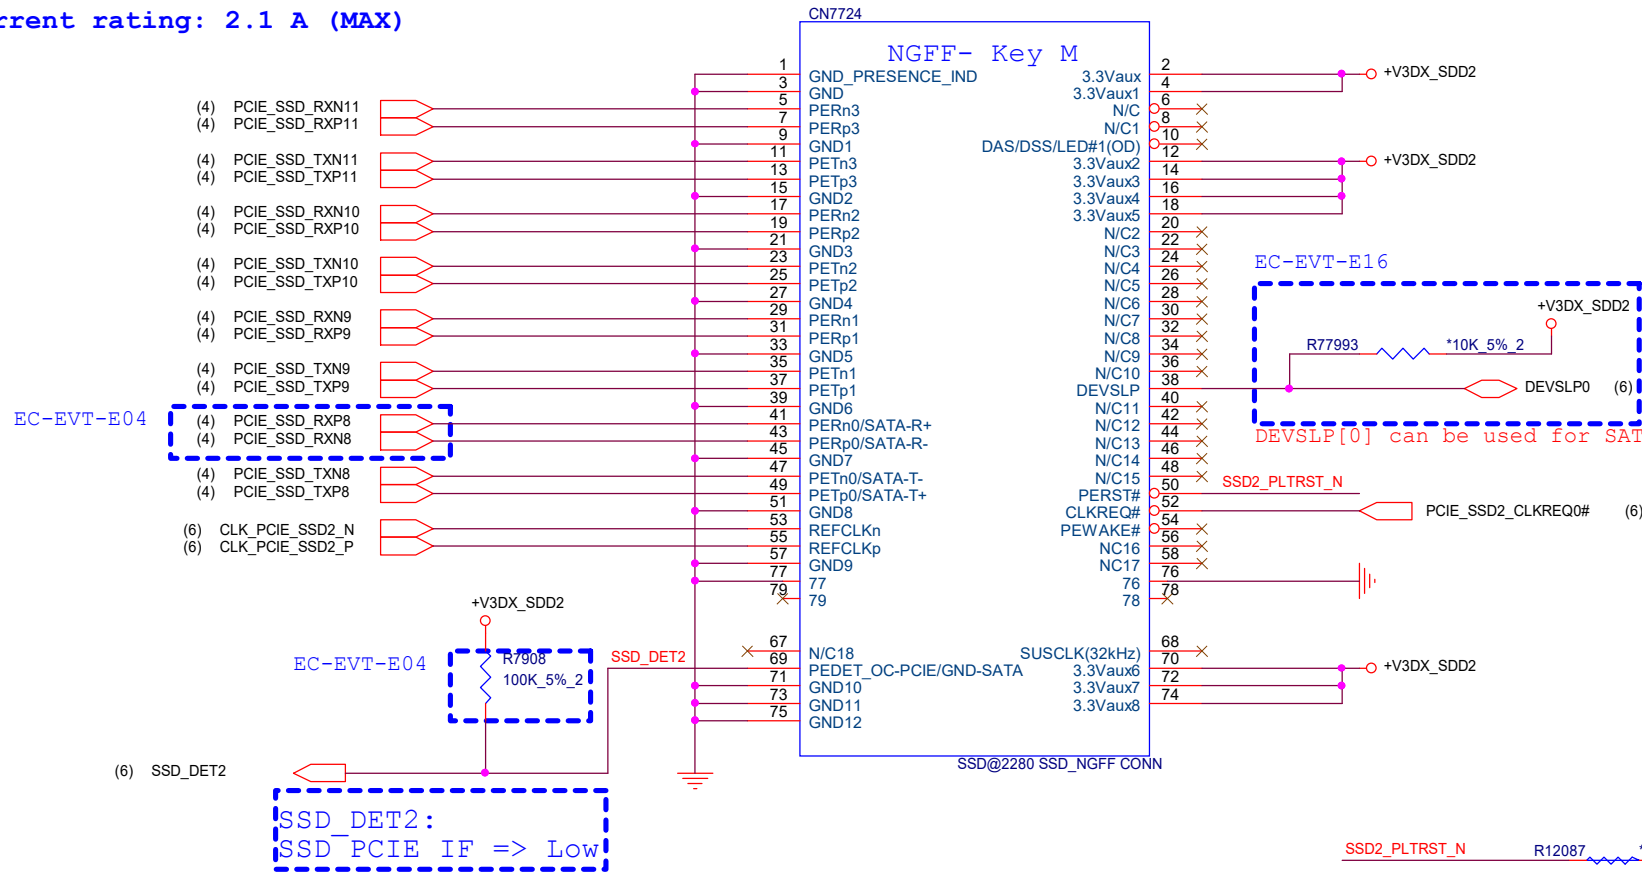 rrent rating: 2.1 A (MAX)
CN7724
NGFF- Key M
1 GND_PRESENCE_IND 3.3Vaux 2 +V3DX_SDD2
3 GND 3.3Vaux1 4
(4) PCIE_SSD_RXN11 5 PERn3 N/C 6
(4) PCIE_SSD_RXP11 7 PERp3 N/C1 8
9 GND1 DAS/DSS/LED#1(OD) 10
(4) PCIE_SSD_TXN11 11 PETn3 3.3Vaux2 12 +V3DX_SDD2
(4) PCIE_SSD_TXP11 13 PETp3 3.3Vaux3 14
15 GND2 3.3Vaux4 16
(4) PCIE_SSD_RXN10 17 PERn2 3.3Vaux5 18
(4) PCIE_SSD_RXP10 19 PERp2 N/C2 20
21 GND3 N/C3 22
(4) PCIE_SSD_TXN10 23 PETn2 N/C4 24
(4) PCIE_SSD_TXP10 25 PETp2 N/C5 26
27 GND4 N/C6 28
(4) PCIE_SSD_RXN9 29 PERn1 N/C7 30
(4) PCIE_SSD_RXP9 31 PERp1 N/C8 32
33 GND5 N/C9 34
(4) PCIE_SSD_TXN9 35 PETn1 N/C10 36
(4) PCIE_SSD_TXP9 37 PETp1 DEVSLP 38
39 GND6 N/C11 40
EC-EVT-E04
(4) PCIE_SSD_RXP8 41 PERn0/SATA-R+ N/C12 42
(4) PCIE_SSD_RXN8 43 PERp0/SATA-R- N/C13 44
45 GND7 N/C14 46
(4) PCIE_SSD_TXN8 47 PETn0/SATA-T- N/C15 48
(4) PCIE_SSD_TXP8 49 PETp0/SATA-T+ PERST# 50 SSD2_PLTRST_N
51 GND8 CLKREQ# 52 PCIE_SSD2_CLKREQ0# (6)
(6) CLK_PCIE_SSD2_N 53 REFCLKn PEWAKE# 54
(6) CLK_PCIE_SSD2_P 55 REFCLKp NC16 56
57 GND9 NC17 58
77 77 76 76
79 79 78 78
EC-EVT-E16
+V3DX_SDD2
R77993 *10K_5%_2
DEVSLP0 (6)
DEVSLP[0] can be used for SAT
+V3DX_SDD2
EC-EVT-E04
R7908
100K_5%_2
SSD_DET2
67 N/C18 SUSCLK(32kHz) 68
69 PEDET_OC-PCIE/GND-SATA 3.3Vaux6 70 +V3DX_SDD2
71 GND10 3.3Vaux7 72
73 GND11 3.3Vaux8 74
75 GND12
SSD@2280 SSD_NGFF CONN
(6) SSD_DET2
SSD_DET2:
SSD PCIE IF => Low
SSD2_PLTRST_N R12087 *